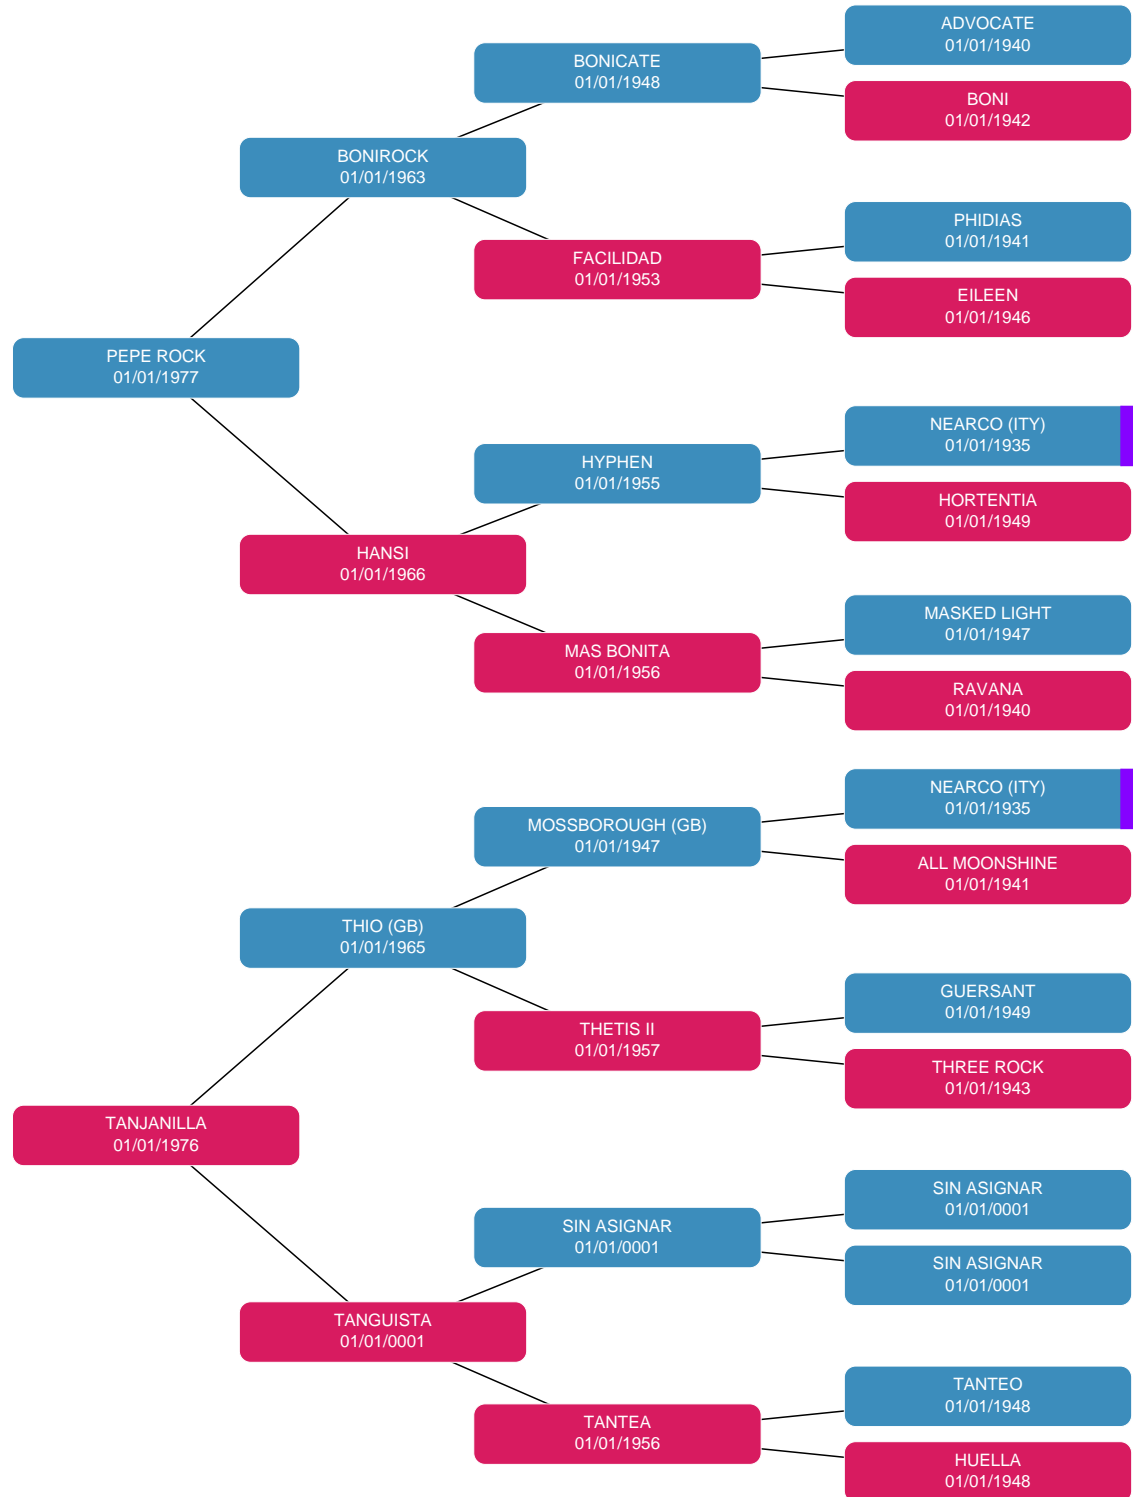 ADVOCATE
01/01/1940
BONICATE
01/01/1948
BONI
01/01/1942
BONIROCK
01/01/1963
PHIDIAS
01/01/1941
FACILIDAD
01/01/1953
EILEEN
01/01/1946
PEPE ROCK
01/01/1977
NEARCO (ITY)
01/01/1935
HYPHEN
01/01/1955
HORTENTIA
01/01/1949
HANSI
01/01/1966
MASKED LIGHT
01/01/1947
MAS BONITA
01/01/1956
RAVANA
01/01/1940
NEARCO (ITY)
01/01/1935
MOSSBOROUGH (GB)
01/01/1947
ALL MOONSHINE
01/01/1941
THIO (GB)
01/01/1965
GUERSANT
01/01/1949
THETIS II
01/01/1957
THREE ROCK
01/01/1943
TANJANILLA
01/01/1976
SIN ASIGNAR
01/01/0001
SIN ASIGNAR
01/01/0001
SIN ASIGNAR
01/01/0001
TANGUISTA
01/01/0001
TANTEO
01/01/1948
TANTEA
01/01/1956
HUELLA
01/01/1948